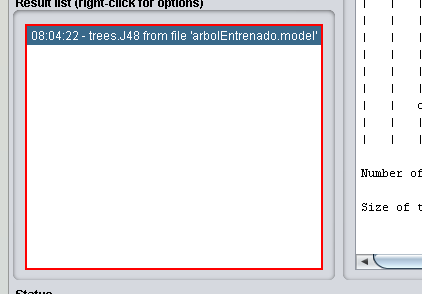 Result list (right-click for options)
08:04:22 - trees.J48 from file 'arbolEntrenado.model'
| |
| |
| |
| |
| |
| |
| | c
| |
| |
Number of
Size of t
Status